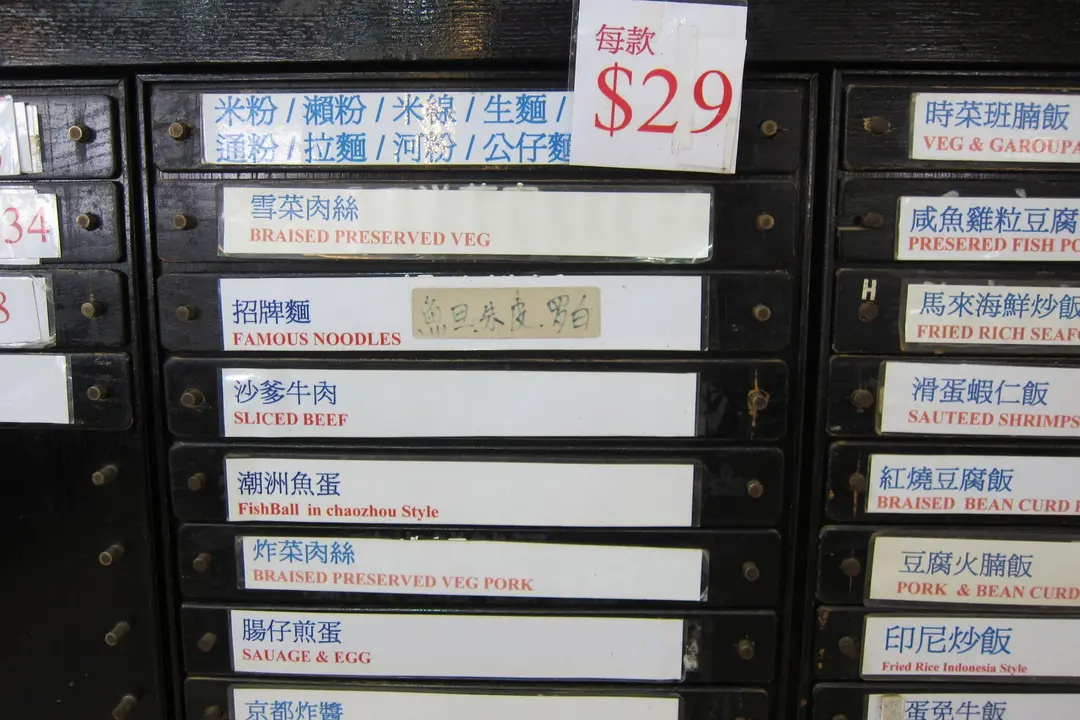 34
8
每款
$29
米粉 / 瀨粉 / 米線 / 生麵 /
通粉 / 拉麵 / 河粉 / 公仔麵
雪菜肉絲
BRAISED PRESERVED VEG
招牌麵
FAMOUS NOODLES
沙爹牛肉
SLICED BEEF
潮洲魚蛋
FishBall in chaozhou Style
炸菜肉絲
BRAISED PRESERVED VEG PORK
腸仔煎蛋
SAUAGE & EGG
京都炸醬
時菜班腩飯
VEG & GAROUPA
咸魚雞粒豆腐
PRESERED FISH PO
H
馬來海鮮炒飯
FRIED RICH SEAF
滑蛋蝦仁飯
SAUTEED SHRIMPS
紅燒豆腐飯
BRAISED BEAN CURD
豆腐火腩飯
PORK & BEAN CURD
印尼炒飯
Fried Rice Indonesia Style